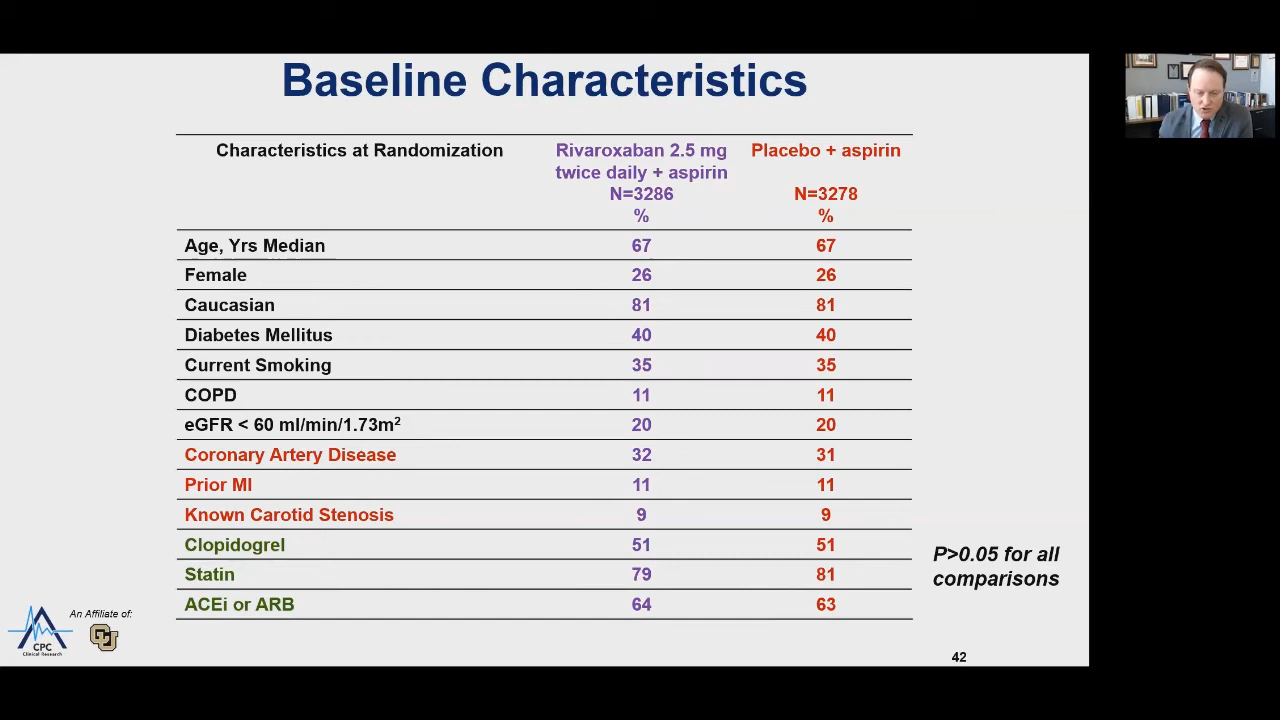 Baseline Characteristics
Characteristics at Randomization
Rivaroxaban 2.5 mg
twice daily + aspirin
N=3286
%
Placebo + aspirin
N=3278
%
Age, Yrs Median 67 67
Female 26 26
Caucasian 81 81
Diabetes Mellitus 40 40
Current Smoking 35 35
COPD 11 11
eGFR < 60 ml/min/1.73m² 20 20
Coronary Artery Disease 32 31
Prior MI 11 11
Known Carotid Stenosis 9 9
Clopidogrel 51 51
Statin 79 81
ACEi or ARB 64 63
P>0.05 for all
comparisons
An Affiliate of:
CPC
Clinical Research
CU
42